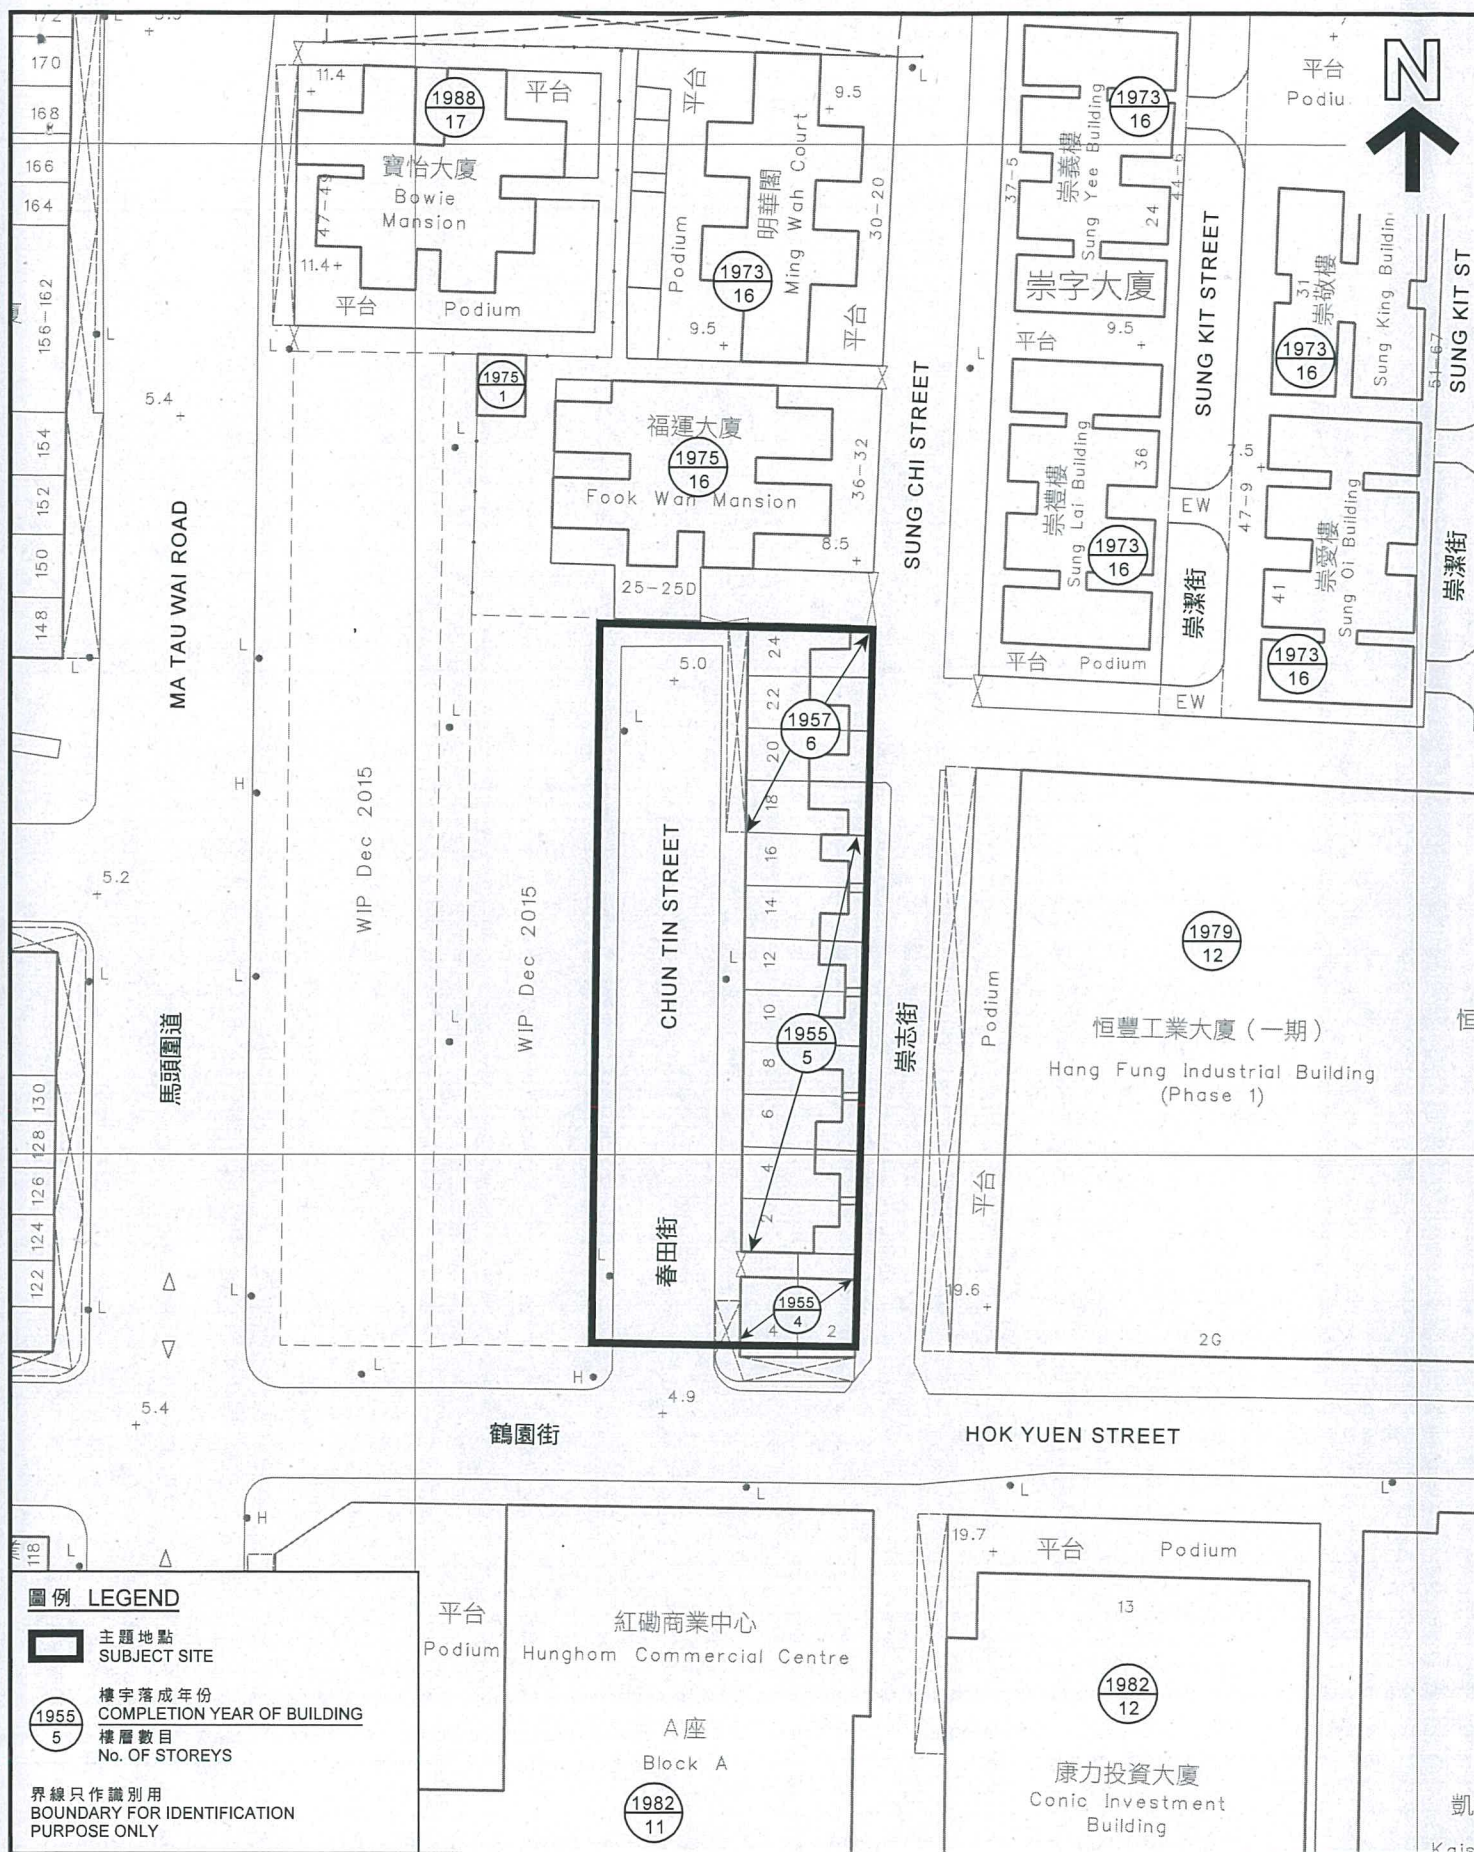 172
170
168
166
164
156-162
154
152
150
148
130
128
126
124
122
118
5.4
5.2
5.4
MA TAU WAI ROAD
馬頭圍道
11.4
1988
17
平台
寶怡大廈
Bowie
Mansion
11.4
平台
Podium
平台
9.5
明華閣
Ming Wah Court
30-20
Podium
1973
16
9.5
平台
1975
1
福運大廈
1975
16
Fook Wan Mansion
36-32
8.5
25-25D
SUNG CHI STREET
崇志街
37-5
崇義樓
Sung Yee Building
1973
16
24
崇字大廈
平台
9.5
崇禮樓
Sung Lai Building
36
1973
16
平台
Podium
SUNG KIT STREET
崇潔街
EW
EW
7.5
47-9
平台
Podiu
N
31
崇敬樓
Sung King Buildin
1973
16
51-67
SUNG KIT ST
崇潔街
崇愛樓
Sung Oi Building
41
1973
16
WIP Dec 2015
WIP Dec 2015
CHUN TIN STREET
春田街
5.0
24
22
20
18
1957
6
16
14
12
10
8
6
4
2
1955
5
1955
4
4
2
Podium
平台
19.6
1979
12
恒豐工業大廈（一期）
Hang Fung Industrial Building
(Phase 1)
2G
恒
4.9
鶴園街
HOK YUEN STREET
平台
Podium
紅磡商業中心
Hunghom Commercial Centre
A座
Block A
1982
11
19.7
平台
Podium
13
1982
12
康力投資大廈
Conic Investment
Building
凱
圖例 LEGEND
主題地點
SUBJECT SITE
1955
5
樓宇落成年份
COMPLETION YEAR OF BUILDING
樓層數目
No. OF STOREYS
界線只作識別用
BOUNDARY FOR IDENTIFICATION
PURPOSE ONLY